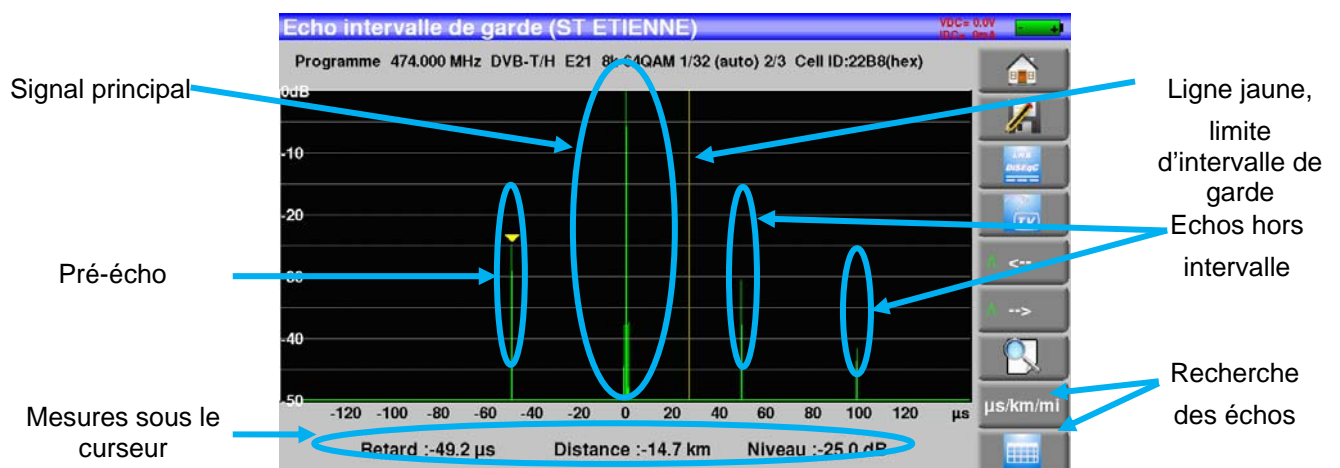 Echo intervalle de garde (ST ETIENNE)
VDC= 0,0V
IDC= 0mA
Programme 474.000 MHz DVB-T/H E21 8k 64QAM 1/32 (auto) 2/3 Cell ID:22B8(hex)
Signal principal
Ligne jaune,
limite
d'intervalle de
garde
Echos hors
intervalle
Pré-écho
Recherche
des échos
Mesures sous le
curseur
0dB
-10
-20
-30
-40
-50
-120 -100 -80 -60 -40 -20 0 20 40 60 80 100 120 µs
Retard :-49.2 µs Distance :-14.7 km Niveau :-25.0 dB
LNB
DiSEqC
TV
<--
-->
µs/km/mi